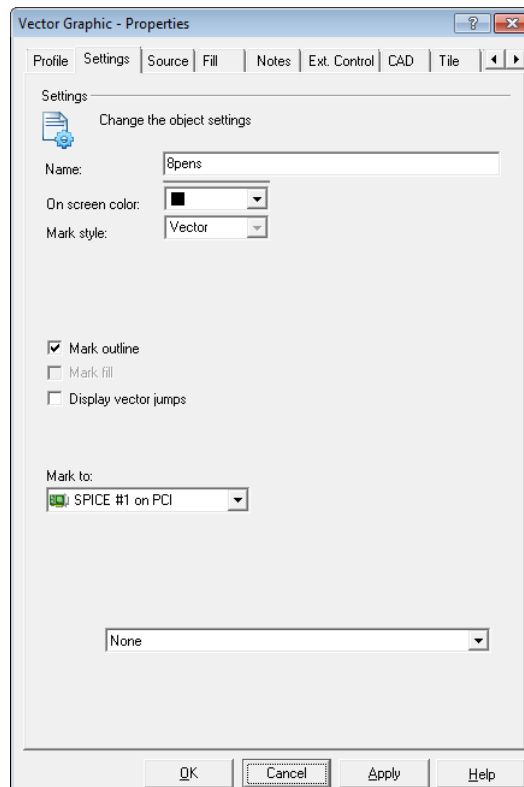 Vector Graphic - Properties
Profile Settings Source Fill Notes Ext. Control CAD Tile
Settings
Change the object settings
Name: 8pens
On screen color:
Mark style: Vector
Mark outline
Mark fill
Display vector jumps
Mark to:
SPICE #1 on PCI
None
OK Cancel Apply Help